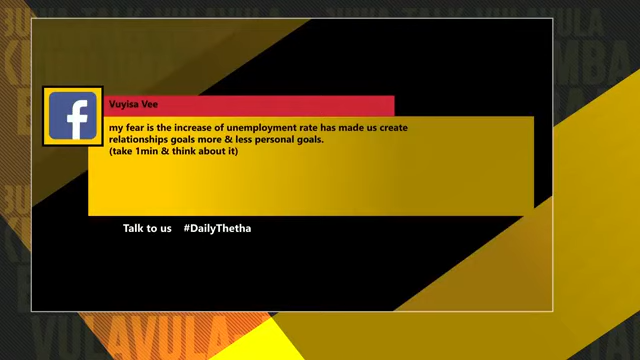 Vuyisa Vee
my fear is the increase of unemployment rate has made us create
relationships goals more & less personal goals.
(take 1min & think about it)
Talk to us #DailyThetha
VULAVULA